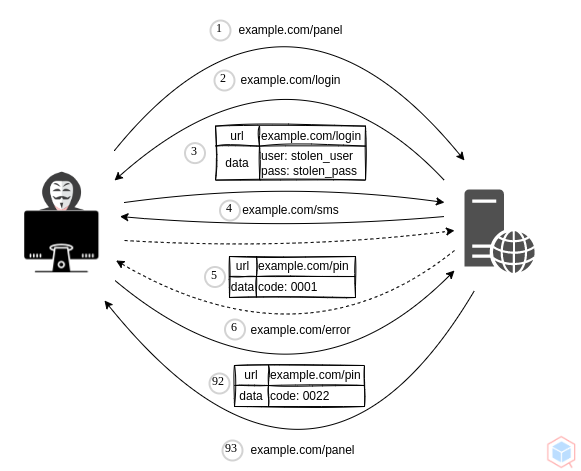 1 example.com/panel
2 example.com/login
3
url example.com/login
data user: stolen_user
pass: stolen_pass
4 example.com/sms
5
url example.com/pin
data code: 0001
6 example.com/error
92
url example.com/pin
data code: 0022
93 example.com/panel